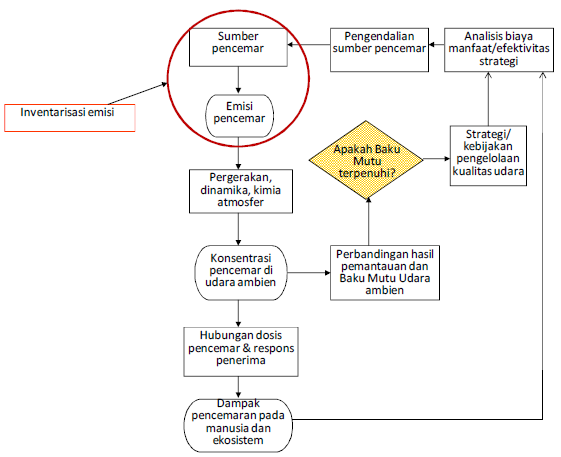 Sumber
pencemar
Pengendalian
sumber pencemar
Analisis biaya
manfaat/efektivitas
strategi
Inventarisasi emisi
Emisi
pencemar
Apakah Baku
Mutu
terpenuhi?
Strategi/
kebijakan
pengelolaan
kualitas udara
Pergerakan,
dinamika, kimia
atmosfer
Konsentrasi
pencemar di
udara ambien
Perbandingan hasil
pemantauan dan
Baku Mutu Udara
ambien
Hubungan dosis
pencemar & respons
penerima
Dampak
pencemaran pada
manusia dan
ekosistem